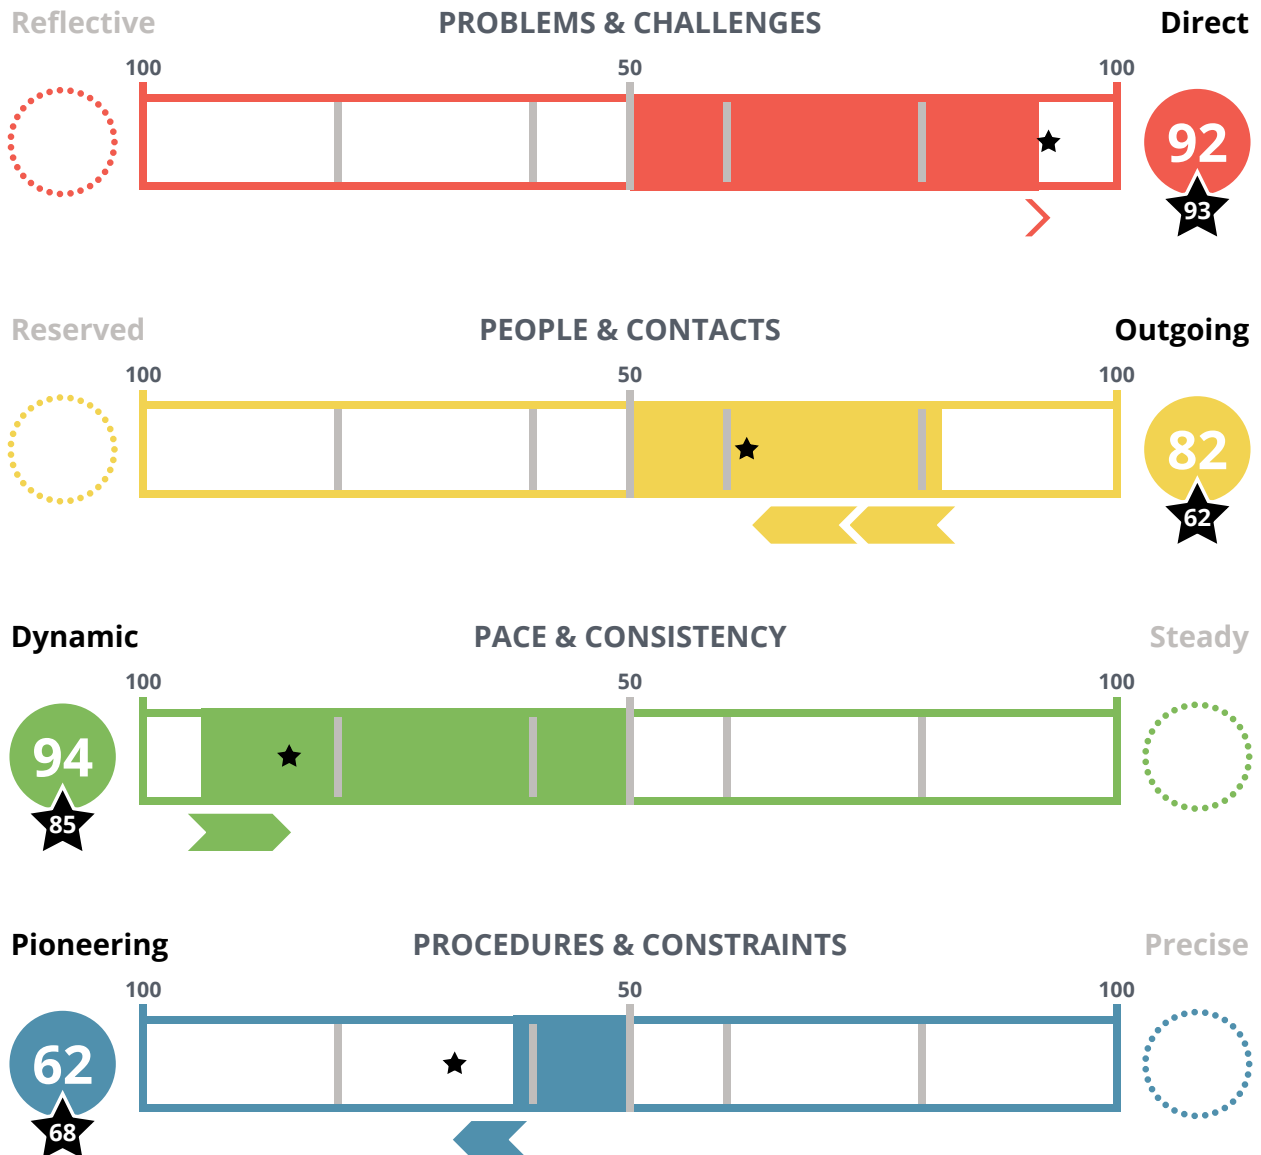 Reflective PROBLEMS & CHALLENGES Direct
100 50 100
92
93
Reserved PEOPLE & CONTACTS Outgoing
100 50 100
82
62
Dynamic PACE & CONSISTENCY Steady
100 50 100
94
85
Pioneering PROCEDURES & CONSTRAINTS Precise
100 50 100
62
68